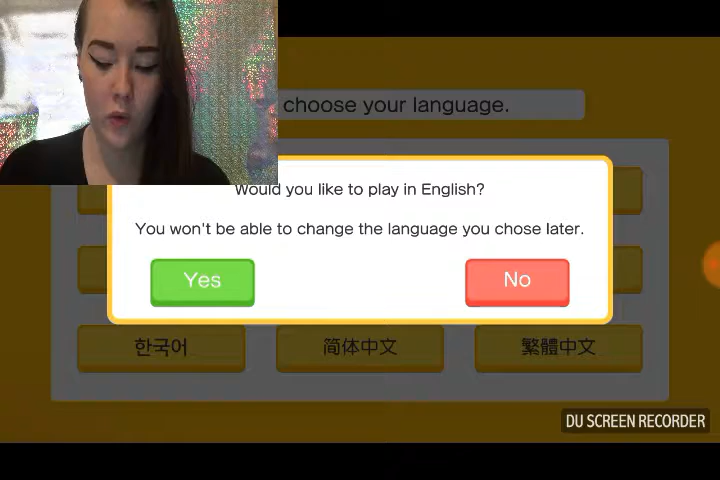 choose your language.
Would you like to play in English?
You won't be able to change the language you chose later.
Yes
No
한국어
简体中文
繁體中文
DU SCREEN RECORDER